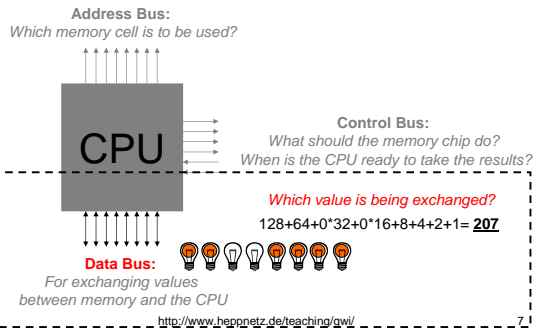 Address Bus:
Which memory cell is to be used?
CPU
Control Bus:
What should the memory chip do?
When is the CPU ready to take the results?
Which value is being exchanged?
128+64+0*32+0*16+8+4+2+1= 207
Data Bus:
For exchanging values
between memory and the CPU
http://www.heppnetz.de/teaching/gwi/
7